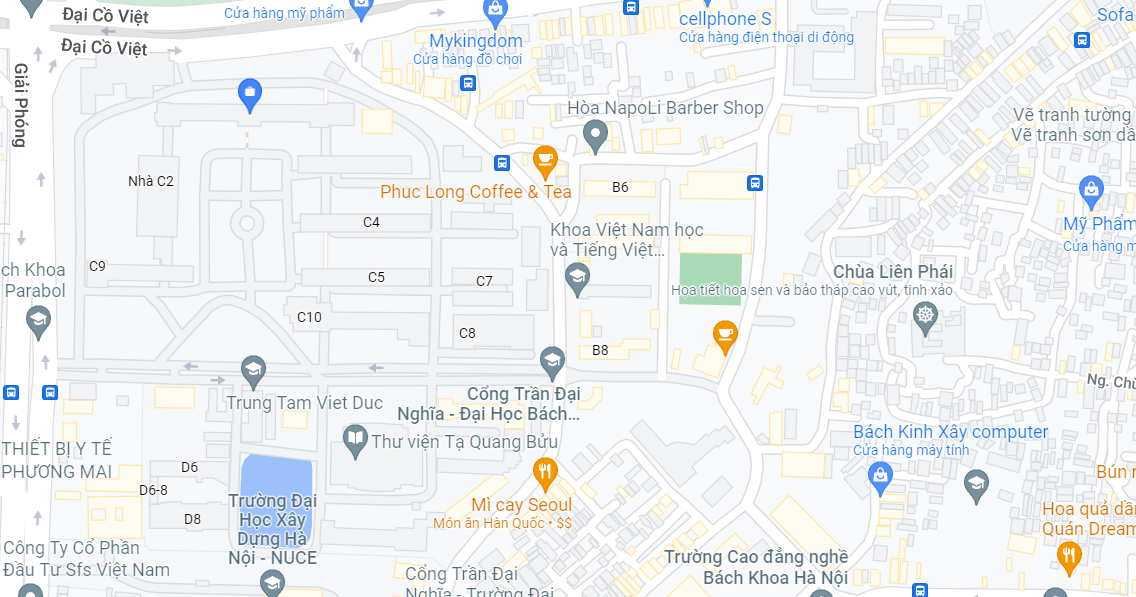 Đại Cồ Việt
Cửa hàng mỹ phẩm
Đại Cồ Việt
Giải Phóng
Mykingdom
Cửa hàng đồ chơi
cellphone S
Cửa hàng điện thoại di động
Sofa
Hòa NapoLi Barber Shop
Vẽ tranh tường
Vẽ tranh sơn dầ
Nhà C2
Phuc Long Coffee & Tea
B6
C4
Khoa Việt Nam học
và Tiếng Việt...
Mỹ Phẩm
Cửa hàng m
C9
ch Khoa
Parabol
C5
C7
Chùa Liên Phái
Họa tiết hoa sen và bảo tháp cao vút, tinh xảo
C10
C8
B8
Trung Tam Viet Duc
Cổng Trần Đại
Nghĩa - Đại Học Bách...
Ng. Chù
Thư viện Tạ Quang Bửu
THIẾT BỊ Y TẾ
PHƯƠNG MAI
Bách Kinh Xây computer
Cửa hàng máy tính
D6
D6-8
D8
Trường Đại
Học Xây
Dựng Hà
Nội - NUCE
Mì cay Seoul
Món ăn Hàn Quốc • $$
Bún r
Hoa quả dầ
Quán Dream
Công Ty Cổ Phần
Đầu Tư Sfs Việt Nam
Cổng Trần Đại
Nghĩa - Trường Đại
Trường Cao đẳng nghề
Bách Khoa Hà Nội